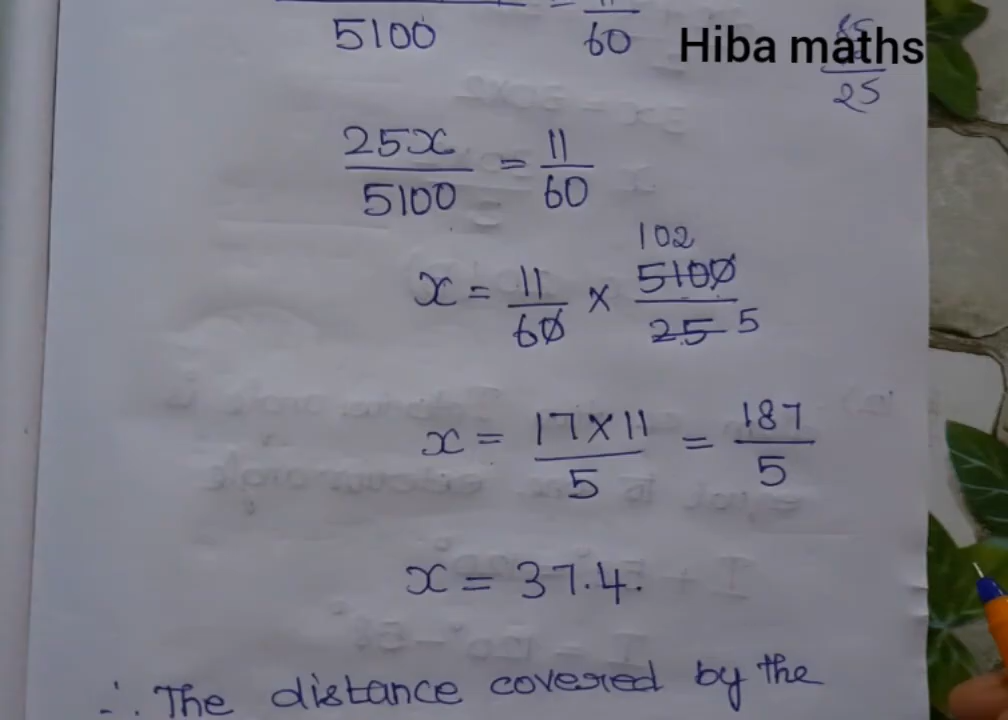 5100 = 11/60
Hiba maths
85
25
25x/5100 = 11/60
102
x = 11/60 × 5100/25 5
x = 17×11/5 = 187/5
x = 37.4.
∴ The distance covered by the